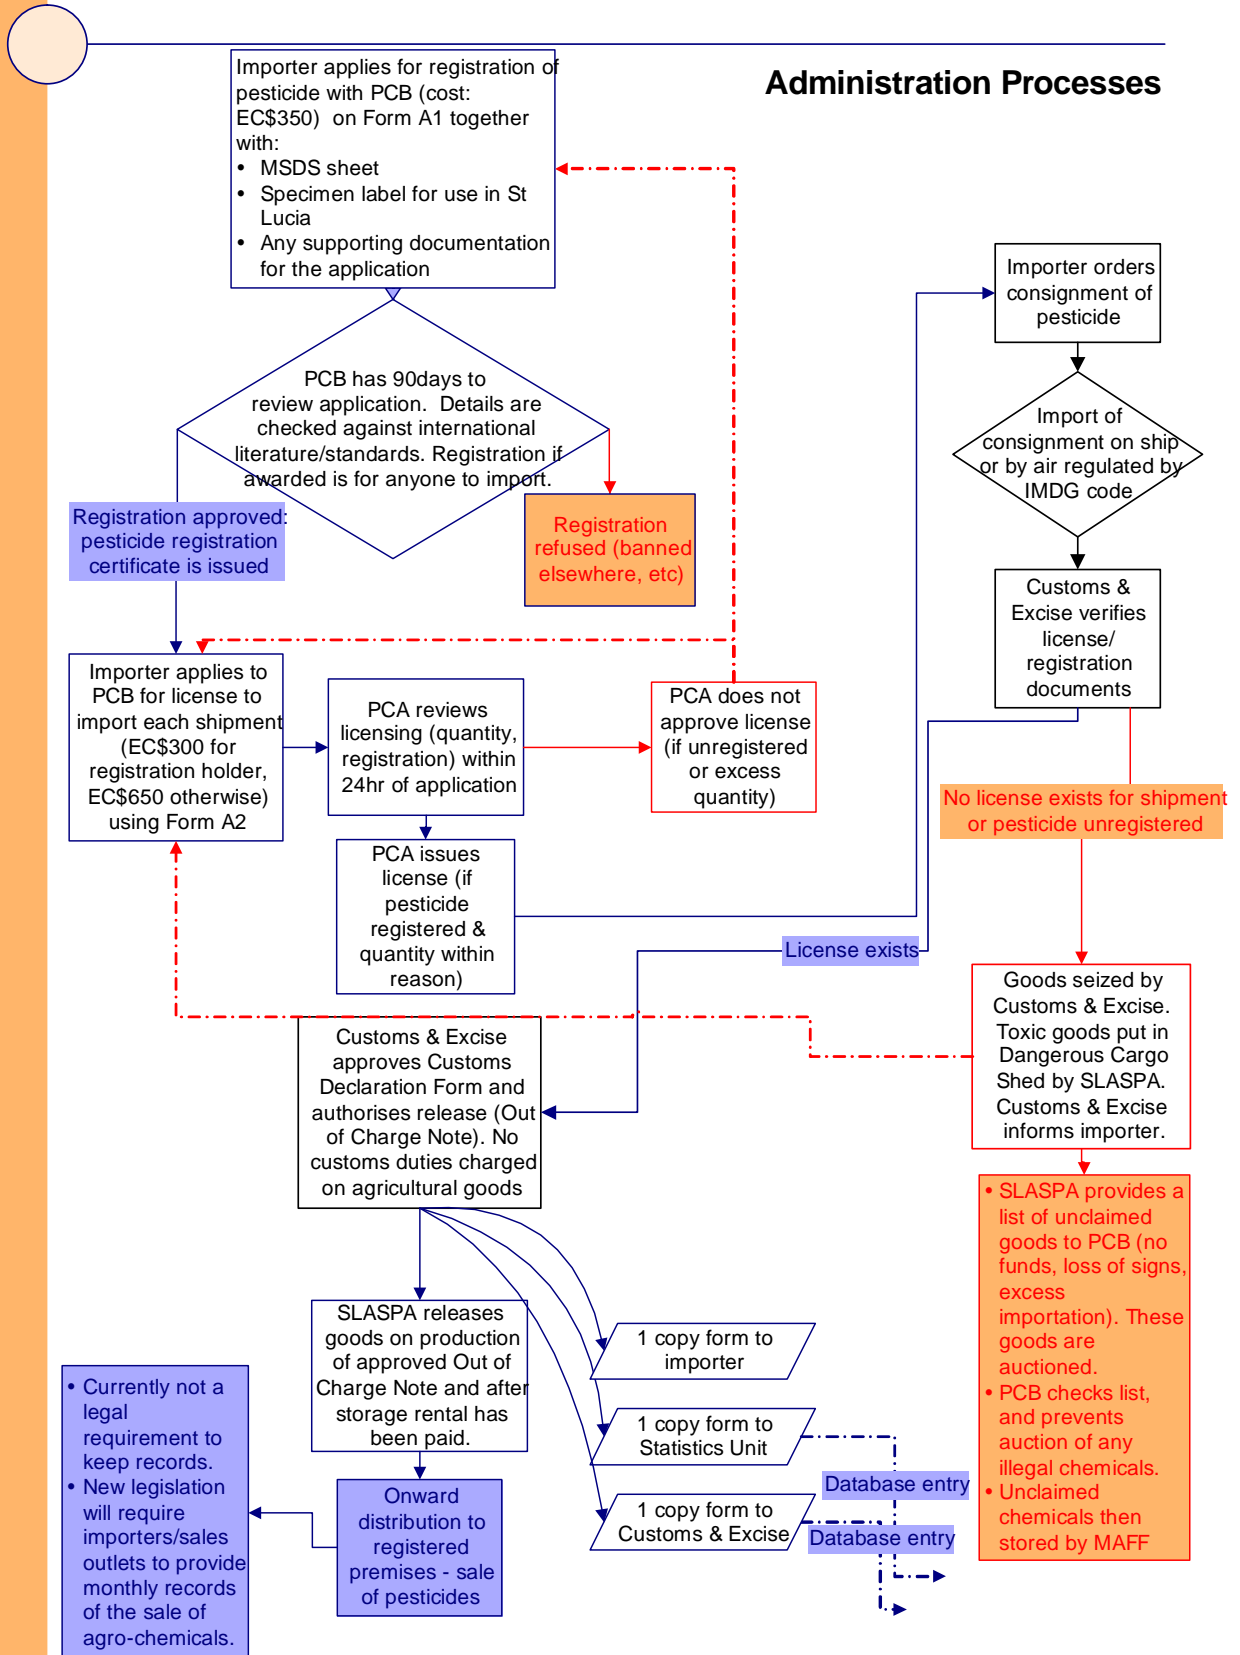 Administration Processes
Importer applies for registration of
pesticide with PCB (cost:
EC$350)  on Form A1 together
with:
• MSDS sheet
• Specimen label for use in St
Lucia
• Any supporting documentation
for the application
PCB has 90days to
review application.  Details are
checked against international
literature/standards. Registration if
awarded is for anyone to import.
Registration approved:
pesticide registration
certificate is issued
Registration
refused (banned
elsewhere, etc)
Importer applies to
PCB for license to
import each shipment
(EC$300 for
registration holder,
EC$650 otherwise)
using Form A2
PCA reviews
licensing (quantity,
registration) within
24hr of application
PCA does not
approve license
(if unregistered
or excess
quantity)
PCA issues
license (if
pesticide
registered &
quantity within
reason)
Importer orders
consignment of
pesticide
Import of
consignment on ship
or by air regulated by
IMDG code
Customs &
Excise verifies
license/
registration
documents
No license exists for shipment
or pesticide unregistered
License exists
Goods seized by
Customs & Excise.
Toxic goods put in
Dangerous Cargo
Shed by SLASPA.
Customs & Excise
informs importer.
• SLASPA provides a
list of unclaimed
goods to PCB (no
funds, loss of signs,
excess
importation). These
goods are
auctioned.
• PCB checks list,
and prevents
auction of any
illegal chemicals.
• Unclaimed
chemicals then
stored by MAFF
Customs & Excise
approves Customs
Declaration Form and
authorises release (Out
of Charge Note). No
customs duties charged
on agricultural goods
SLASPA releases
goods on production
of approved Out of
Charge Note and after
storage rental has
been paid.
1 copy form to
importer
1 copy form to
Statistics Unit
1 copy form to
Customs & Excise
Database entry
Database entry
Onward
distribution to
registered
premises - sale
of pesticides
• Currently not a
legal
requirement to
keep records.
• New legislation
will require
importers/sales
outlets to provide
monthly records
of the sale of
agro-chemicals.